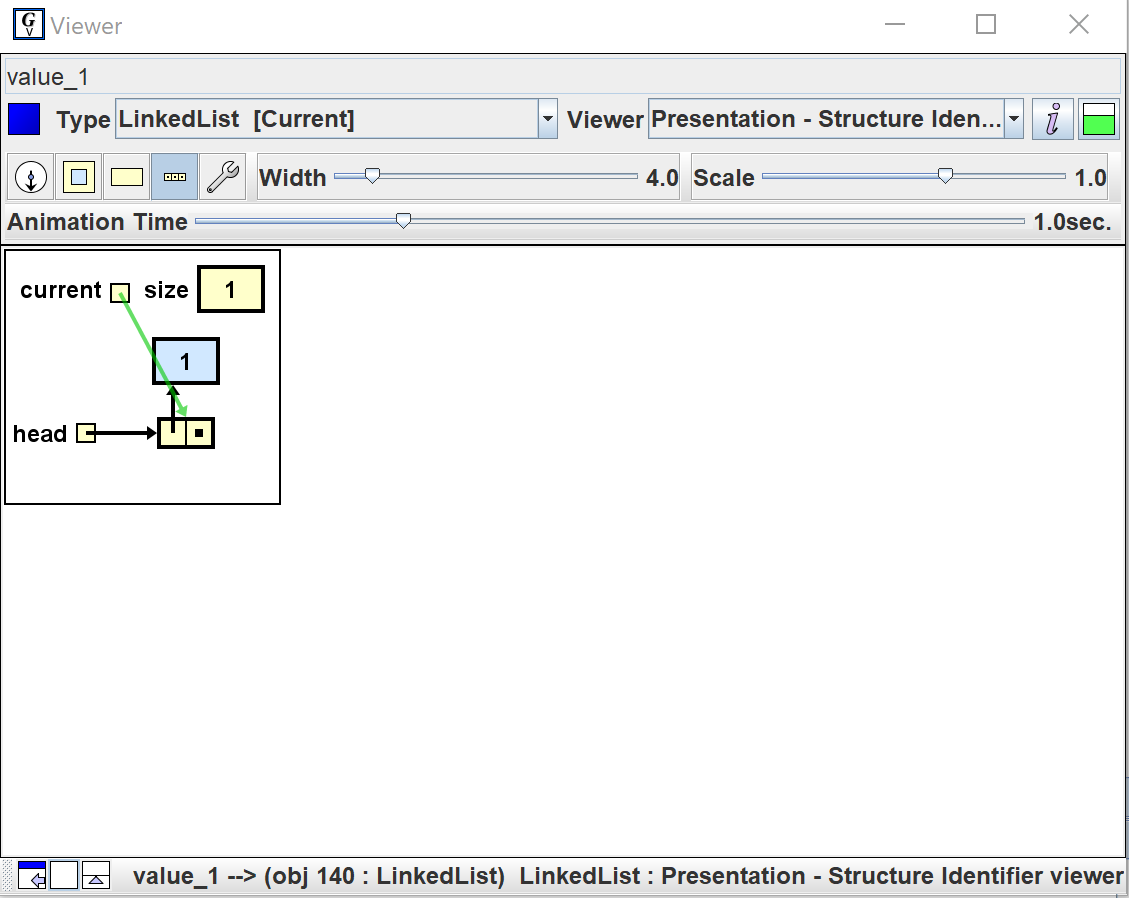 GV Viewer
value_1
Type LinkedList [Current] Viewer Presentation - Structure Iden... i
Width 4.0 Scale 1.0
Animation Time 1.0sec.
current size 1
1
head
value_1 --> (obj 140 : LinkedList) LinkedList : Presentation - Structure Identifier viewer